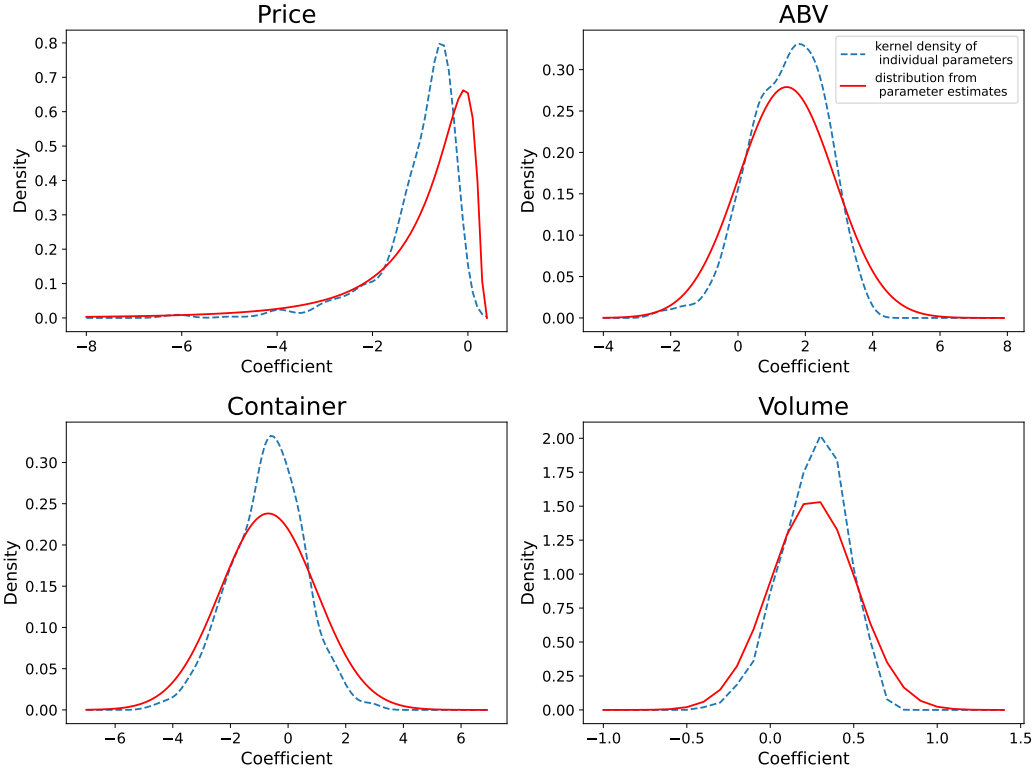 Price
Density
0.8
0.7
0.6
0.5
0.4
0.3
0.2
0.1
0.0
−8 −6 −4 −2 0
Coefficient
ABV
Density
0.30
0.25
0.20
0.15
0.10
0.05
0.00
−4 −2 0 2 4 6 8
Coefficient
kernel density of
individual parameters
distribution from
parameter estimates
Container
Density
0.30
0.25
0.20
0.15
0.10
0.05
0.00
−6 −4 −2 0 2 4 6
Coefficient
Volume
Density
2.00
1.75
1.50
1.25
1.00
0.75
0.50
0.25
0.00
−1.0 −0.5 0.0 0.5 1.0 1.5
Coefficient